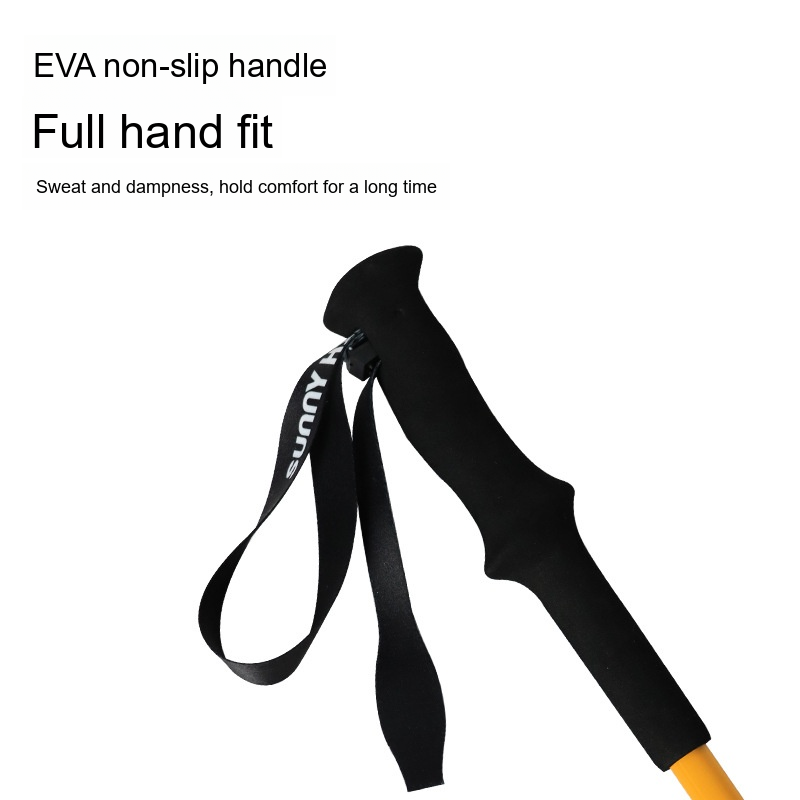 EVA non-slip handle
Full hand fit
Sweat and dampness, hold comfort for a long time
SUNNY